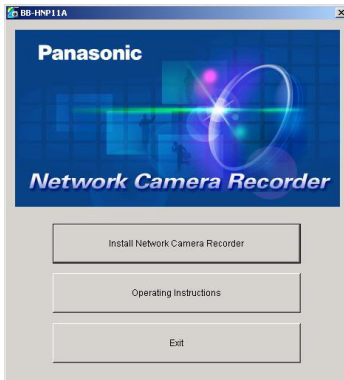 BB-HNP11A
Panasonic
Network Camera Recorder
Install Network Camera Recorder
Operating Instructions
Exit